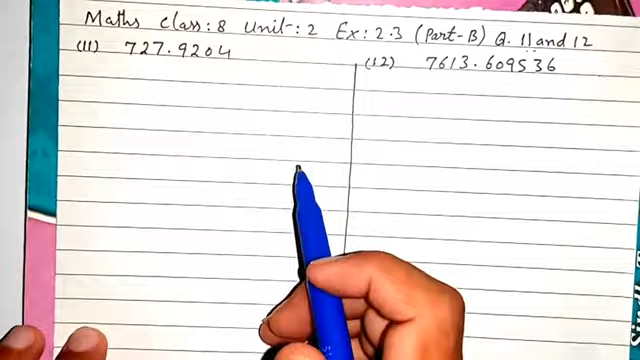 Maths Class: 8 Unit: 2 Ex: 2.3 (Part-B) Q. 11 and 12
(11) 727.9204
(12) 7613.609536